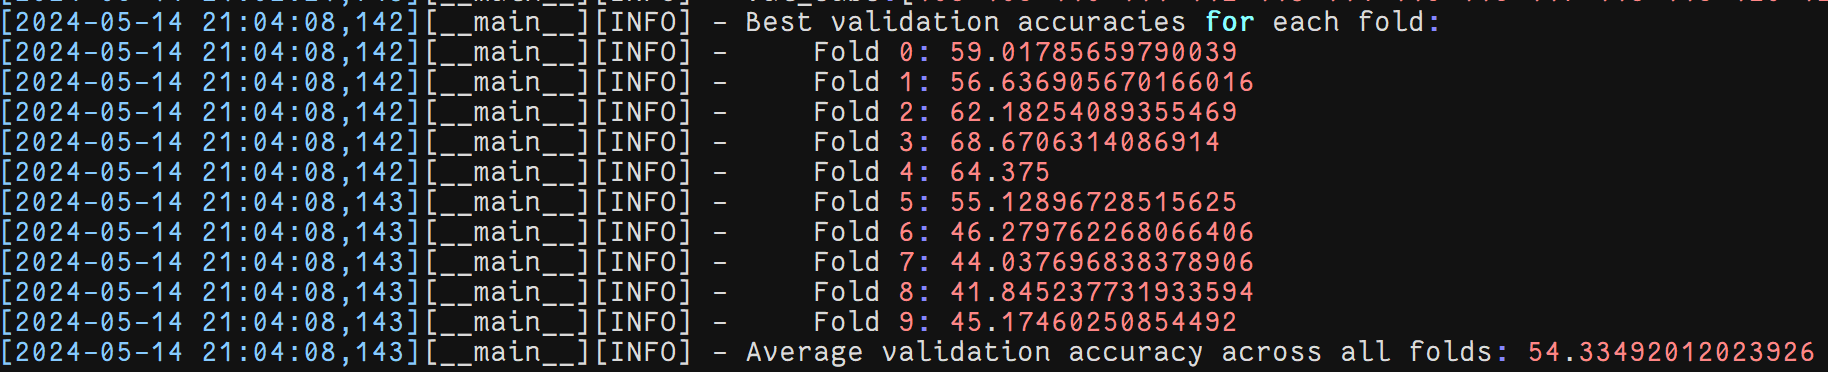 [2024-05-14 21:04:08,142][__main__][INFO] - Best validation accuracies for each fold:
[2024-05-14 21:04:08,142][__main__][INFO] -     Fold 0: 59.01785659790039
[2024-05-14 21:04:08,142][__main__][INFO] -     Fold 1: 56.636905670166016
[2024-05-14 21:04:08,142][__main__][INFO] -     Fold 2: 62.18254089355469
[2024-05-14 21:04:08,142][__main__][INFO] -     Fold 3: 68.6706314086914
[2024-05-14 21:04:08,142][__main__][INFO] -     Fold 4: 64.375
[2024-05-14 21:04:08,143][__main__][INFO] -     Fold 5: 55.12896728515625
[2024-05-14 21:04:08,143][__main__][INFO] -     Fold 6: 46.279762268066406
[2024-05-14 21:04:08,143][__main__][INFO] -     Fold 7: 44.037696838378906
[2024-05-14 21:04:08,143][__main__][INFO] -     Fold 8: 41.845237731933594
[2024-05-14 21:04:08,143][__main__][INFO] -     Fold 9: 45.17460250854492
[2024-05-14 21:04:08,143][__main__][INFO] - Average validation accuracy across all folds: 54.33492012023926